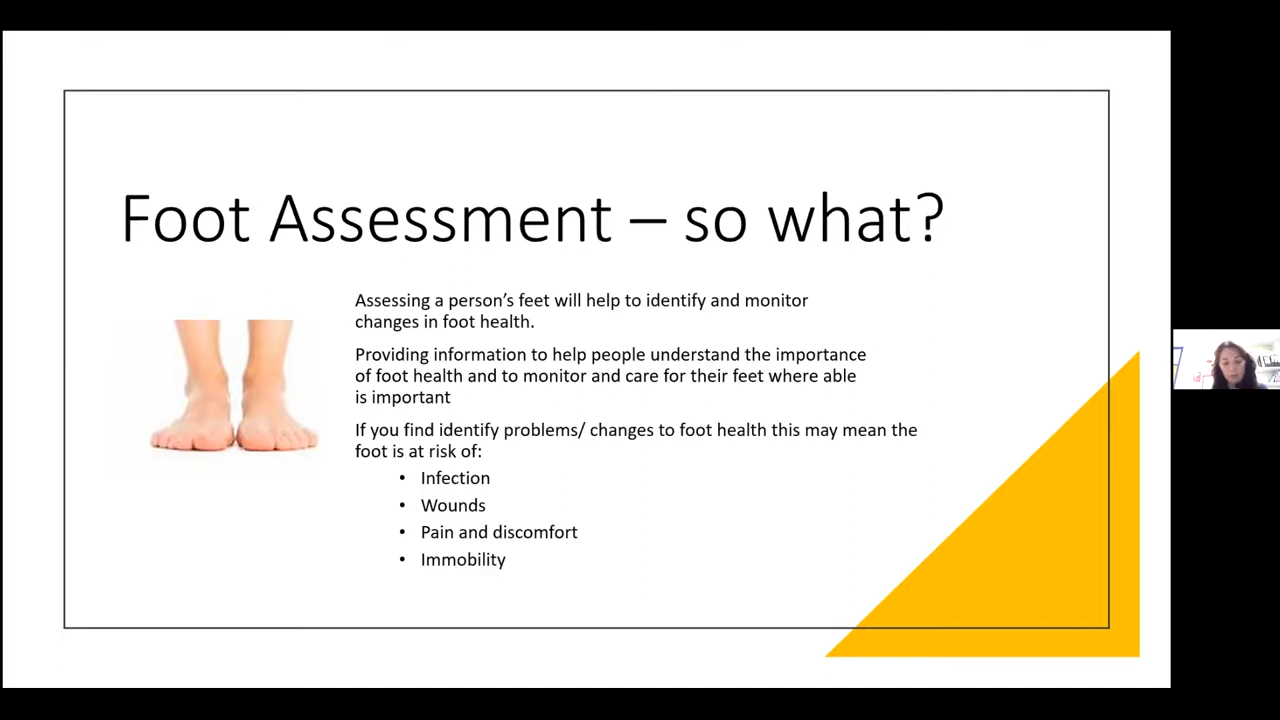 Foot Assessment – so what?
Assessing a person's feet will help to identify and monitor
changes in foot health.
Providing information to help people understand the importance
of foot health and to monitor and care for their feet where able
is important
If you find identify problems/ changes to foot health this may mean the
foot is at risk of:
• Infection
• Wounds
• Pain and discomfort
• Immobility